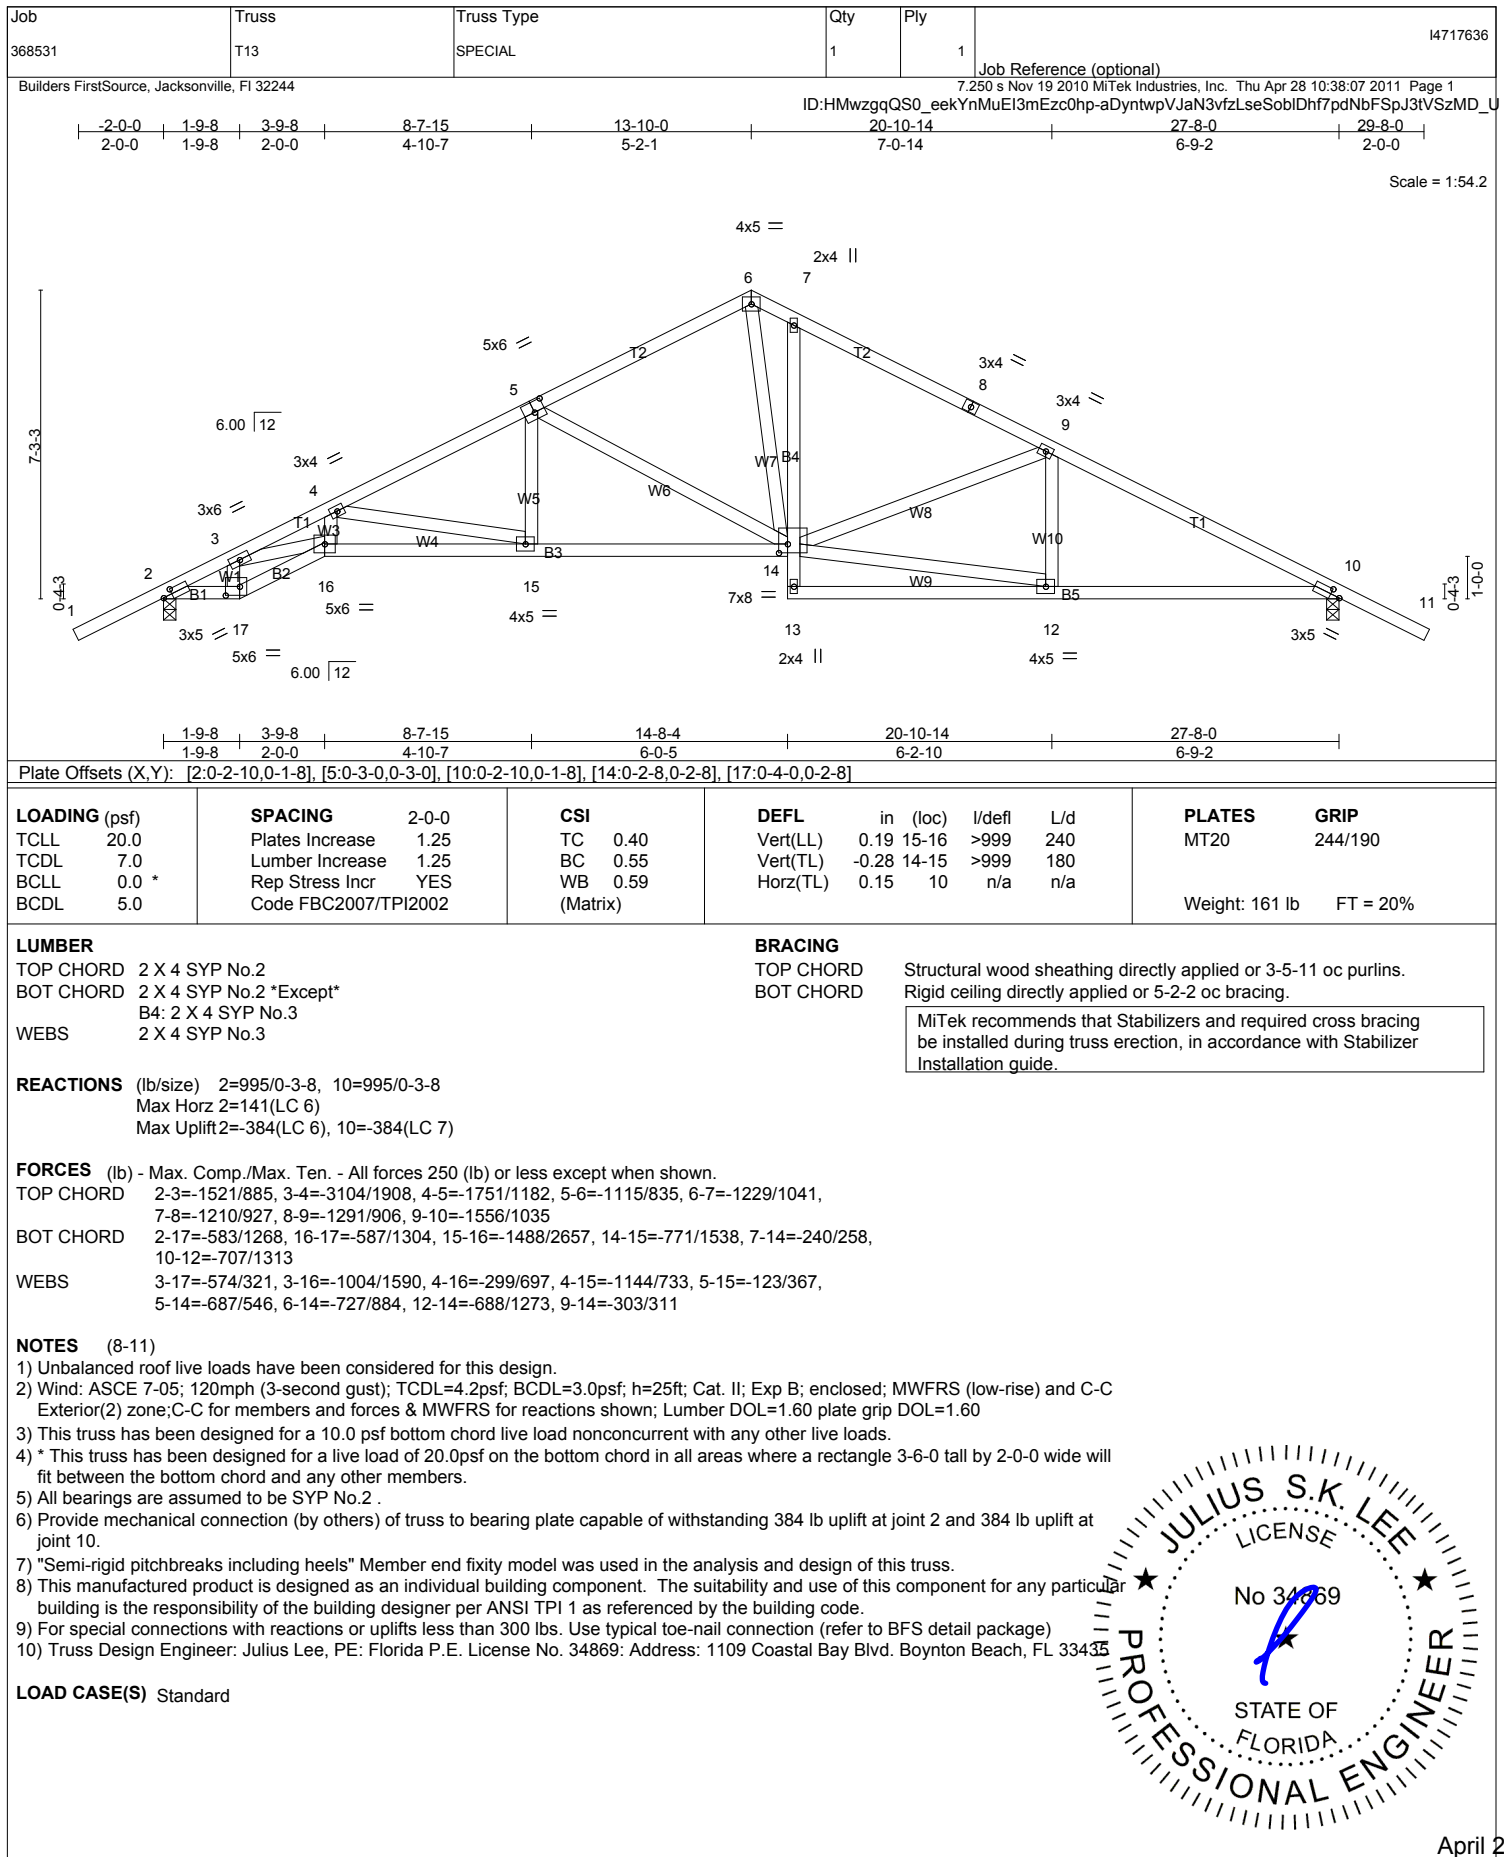 Job Truss Truss Type Qty Ply
368531 T13 SPECIAL 1 1 I4717636
Job Reference (optional)
Builders FirstSource, Jacksonville, Fl 32244 7.250 s Nov 19 2010 MiTek Industries, Inc. Thu Apr 28 10:38:07 2011 Page 1
ID:HMwzgqQS0_eekYnMuEI3mEzc0hp-aDyntwpVJaN3vfzLseSoblDhf7pdNbFSpJ3tVSzMD_U
-2-0-0 1-9-8 3-9-8 8-7-15 13-10-0 20-10-14 27-8-0 29-8-0
2-0-0 1-9-8 2-0-0 4-10-7 5-2-1 7-0-14 6-9-2 2-0-0
Scale = 1:54.2
4x5 =
2x4 ||
6 7
5x6
T2 T2
3x4
8
5
3x4
9
6.00 12
7-3-3
3x4
W7 B4
4
W6
W5
3x6
W8
T1 W3 T1
3
W4 W10
B3
2 14 10
W1 B2 16 15 W9
0-4-3 B1 5x6 = 7x8 = B5 0-4-3 1-0-0
1 4x5 = 11
3x5 17 13 12 3x5
5x6 = 2x4 || 4x5 =
6.00 12
1-9-8 3-9-8 8-7-15 14-8-4 20-10-14 27-8-0
1-9-8 2-0-0 4-10-7 6-0-5 6-2-10 6-9-2
Plate Offsets (X,Y): [2:0-2-10,0-1-8], [5:0-3-0,0-3-0], [10:0-2-10,0-1-8], [14:0-2-8,0-2-8], [17:0-4-0,0-2-8]
LOADING (psf) SPACING 2-0-0 CSI DEFL in (loc) l/defl L/d PLATES GRIP
TCLL 20.0 Plates Increase 1.25 TC 0.40 Vert(LL) 0.19 15-16 >999 240 MT20 244/190
TCDL 7.0 Lumber Increase 1.25 BC 0.55 Vert(TL) -0.28 14-15 >999 180
BCLL 0.0 * Rep Stress Incr YES WB 0.59 Horz(TL) 0.15 10 n/a n/a
BCDL 5.0 Code FBC2007/TPI2002 (Matrix) Weight: 161 lb FT = 20%
LUMBER
TOP CHORD 2 X 4 SYP No.2
BOT CHORD 2 X 4 SYP No.2 *Except*
B4: 2 X 4 SYP No.3
WEBS 2 X 4 SYP No.3
BRACING
TOP CHORD Structural wood sheathing directly applied or 3-5-11 oc purlins.
BOT CHORD Rigid ceiling directly applied or 5-2-2 oc bracing.
MiTek recommends that Stabilizers and required cross bracing
be installed during truss erection, in accordance with Stabilizer
Installation guide.
REACTIONS (lb/size) 2=995/0-3-8, 10=995/0-3-8
Max Horz 2=141(LC 6)
Max Uplift 2=-384(LC 6), 10=-384(LC 7)
FORCES (lb) - Max. Comp./Max. Ten. - All forces 250 (lb) or less except when shown.
TOP CHORD 2-3=-1521/885, 3-4=-3104/1908, 4-5=-1751/1182, 5-6=-1115/835, 6-7=-1229/1041,
7-8=-1210/927, 8-9=-1291/906, 9-10=-1556/1035
BOT CHORD 2-17=-583/1268, 16-17=-587/1304, 15-16=-1488/2657, 14-15=-771/1538, 7-14=-240/258,
10-12=-707/1313
WEBS 3-17=-574/321, 3-16=-1004/1590, 4-16=-299/697, 4-15=-1144/733, 5-15=-123/367,
5-14=-687/546, 6-14=-727/884, 12-14=-688/1273, 9-14=-303/311
NOTES (8-11)
1) Unbalanced roof live loads have been considered for this design.
2) Wind: ASCE 7-05; 120mph (3-second gust); TCDL=4.2psf; BCDL=3.0psf; h=25ft; Cat. II; Exp B; enclosed; MWFRS (low-rise) and C-C
Exterior(2) zone;C-C for members and forces & MWFRS for reactions shown; Lumber DOL=1.60 plate grip DOL=1.60
3) This truss has been designed for a 10.0 psf bottom chord live load nonconcurrent with any other live loads.
4) * This truss has been designed for a live load of 20.0psf on the bottom chord in all areas where a rectangle 3-6-0 tall by 2-0-0 wide will
fit between the bottom chord and any other members.
5) All bearings are assumed to be SYP No.2 .
6) Provide mechanical connection (by others) of truss to bearing plate capable of withstanding 384 lb uplift at joint 2 and 384 lb uplift at
joint 10.
7) "Semi-rigid pitchbreaks including heels" Member end fixity model was used in the analysis and design of this truss.
8) This manufactured product is designed as an individual building component. The suitability and use of this component for any particular
building is the responsibility of the building designer per ANSI TPI 1 as referenced by the building code.
9) For special connections with reactions or uplifts less than 300 lbs. Use typical toe-nail connection (refer to BFS detail package)
10) Truss Design Engineer: Julius Lee, PE: Florida P.E. License No. 34869: Address: 1109 Coastal Bay Blvd. Boynton Beach, FL 33435
LOAD CASE(S) Standard
JULIUS S.K. LEE
LICENSE
No 34869
STATE OF
FLORIDA
PROFESSIONAL ENGINEER
April 2